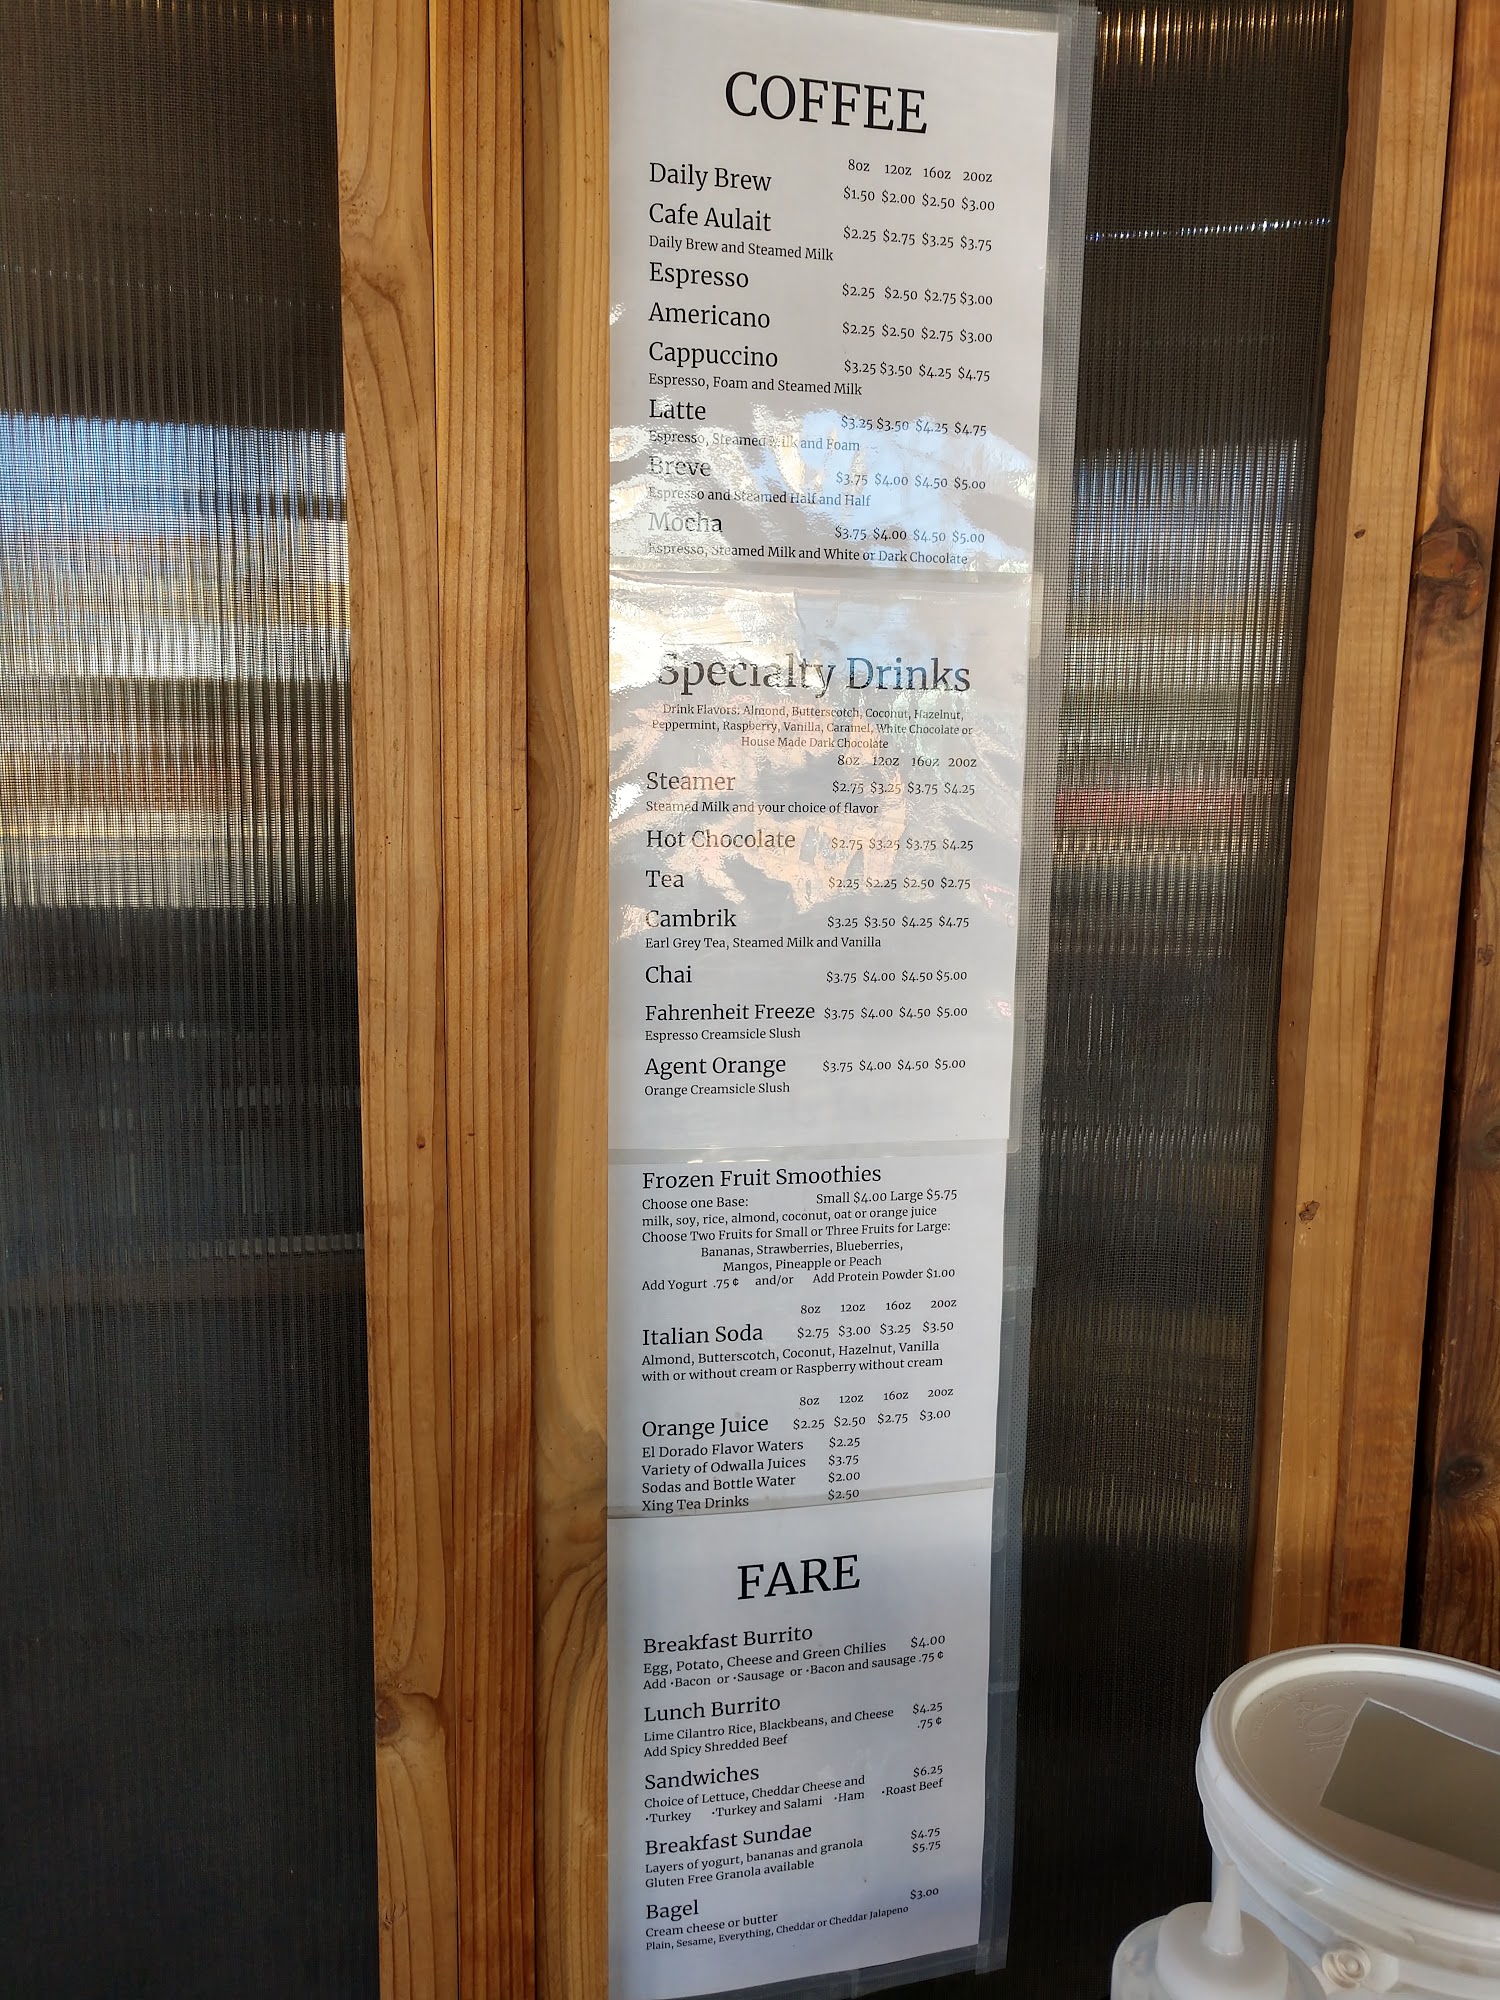 COFFEE
8oz 12oz 16oz 20oz
Daily Brew $1.50 $2.00 $2.50 $3.00
Cafe Aulait $2.25 $2.75 $3.25 $3.75
Daily Brew and Steamed Milk
Espresso $2.25 $2.50 $2.75 $3.00
Americano $2.25 $2.50 $2.75 $3.00
Cappuccino $3.25 $3.50 $4.25 $4.75
Espresso, Foam and Steamed Milk
Latte $3.25 $3.50 $4.25 $4.75
Espresso, Steamed Milk and Foam
Breve $3.75 $4.00 $4.50 $5.00
Espresso and Steamed Half and Half
Mocha $3.75 $4.00 $4.50 $5.00
Espresso, Steamed Milk and White or Dark Chocolate
Specialty Drinks
Drink Flavors: Almond, Butterscotch, Coconut, Hazelnut,
Peppermint, Raspberry, Vanilla, Caramel, White Chocolate or
House Made Dark Chocolate
8oz 12oz 16oz 20oz
Steamer $2.75 $3.25 $3.75 $4.25
Steamed Milk and your choice of flavor
Hot Chocolate $2.75 $3.25 $3.75 $4.25
Tea $2.25 $2.25 $2.50 $2.75
Cambrik $3.25 $3.50 $4.25 $4.75
Earl Grey Tea, Steamed Milk and Vanilla
Chai $3.75 $4.00 $4.50 $5.00
Fahrenheit Freeze $3.75 $4.00 $4.50 $5.00
Espresso Creamsicle Slush
Agent Orange $3.75 $4.00 $4.50 $5.00
Orange Creamsicle Slush
Frozen Fruit Smoothies
Choose one Base: Small $4.00 Large $5.75
milk, soy, rice, almond, coconut, oat or orange juice
Choose Two Fruits for Small or Three Fruits for Large:
Bananas, Strawberries, Blueberries,
Mangos, Pineapple or Peach
Add Yogurt .75 ¢ and/or Add Protein Powder $1.00
8oz 12oz 16oz 20oz
Italian Soda $2.75 $3.00 $3.25 $3.50
Almond, Butterscotch, Coconut, Hazelnut, Vanilla
with or without cream or Raspberry without cream
8oz 12oz 16oz 20oz
Orange Juice $2.25 $2.50 $2.75 $3.00
El Dorado Flavor Waters $2.25
Variety of Odwalla Juices $3.75
Sodas and Bottle Water $2.00
Xing Tea Drinks $2.50
FARE
Breakfast Burrito
Egg, Potato, Cheese and Green Chilies $4.00
Add ·Bacon or ·Sausage or ·Bacon and sausage .75 ¢
Lunch Burrito
Lime Cilantro Rice, Blackbeans, and Cheese $4.25
Add Spicy Shredded Beef .75 ¢
Sandwiches $6.25
Choice of Lettuce, Cheddar Cheese and
·Turkey ·Turkey and Salami ·Ham ·Roast Beef
Breakfast Sundae
Layers of yogurt, bananas and granola $4.75
Gluten Free Granola available $5.75
Bagel $3.00
Cream cheese or butter
Plain, Sesame, Everything, Cheddar or Cheddar Jalapeno